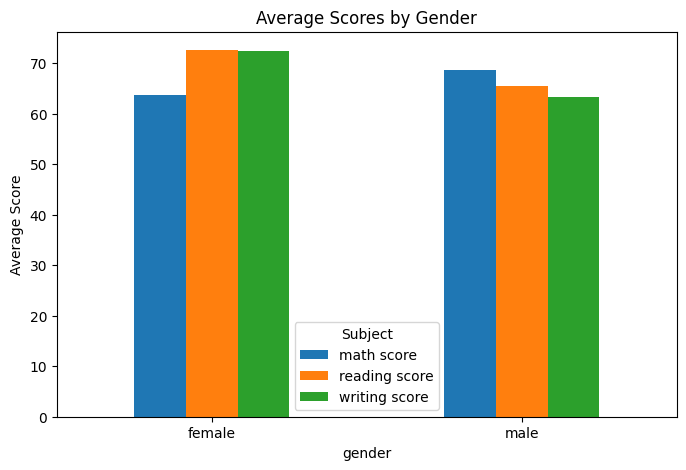 Average Scores by Gender
Average Score
70
60
50
40
30
20
10
0
Subject
math score
reading score
writing score
female
male
gender